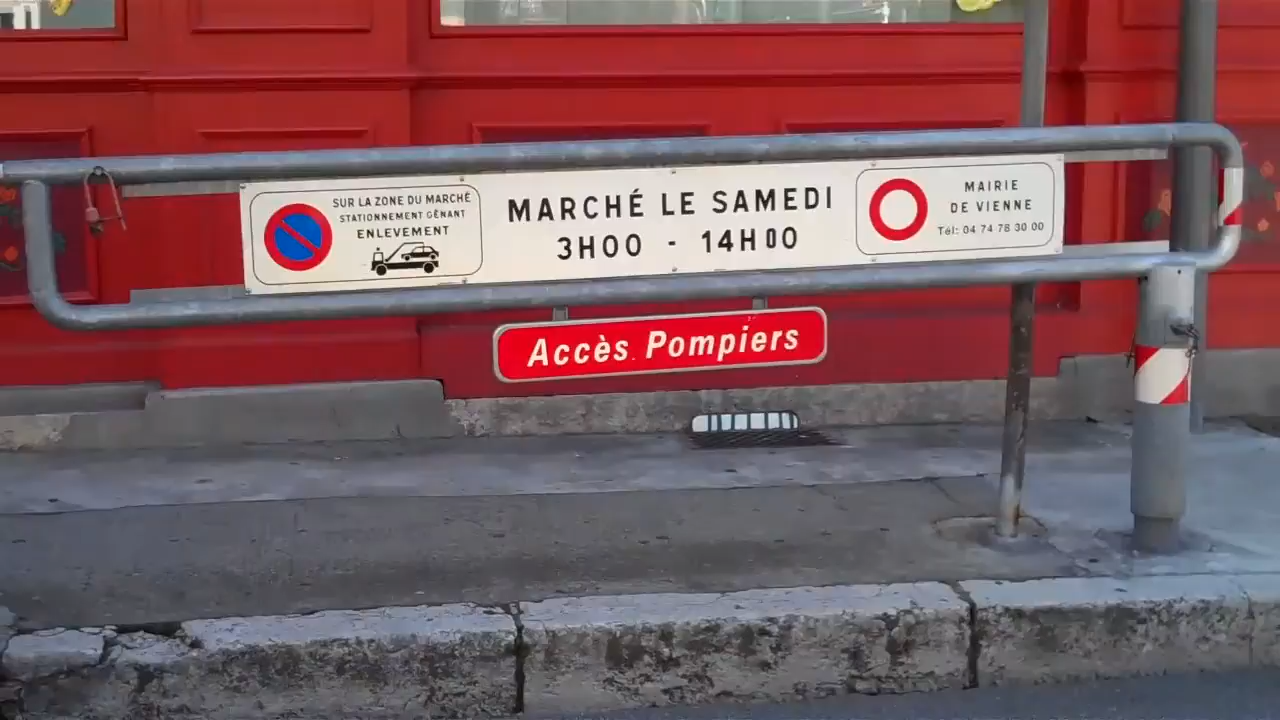 SUR LA ZONE DU MARCHÉ
STATIONNEMENT GÊNANT
ENLEVEMENT
MARCHÉ LE SAMEDI
3H00 - 14H00
MAIRIE
DE VIENNE
Tél: 04 74 78 30 00
Accès Pompiers